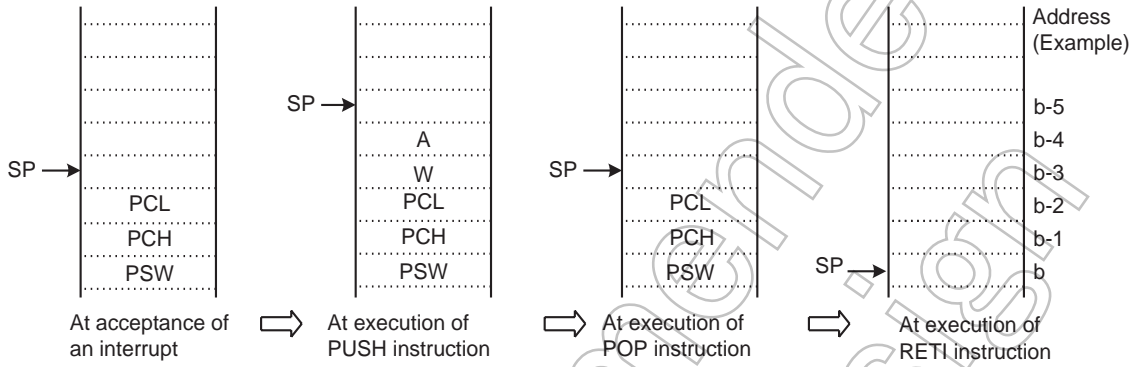 Address
(Example)
SP
b-5
A
b-4
SP
W
SP
b-3
PCL
PCL
PCL
b-2
PCH
PCH
PCH
b-1
PSW
PSW
PSW
SP
b
At acceptance of
an interrupt
At execution of
PUSH instruction
At execution of
POP instruction
At execution of
RETI instruction